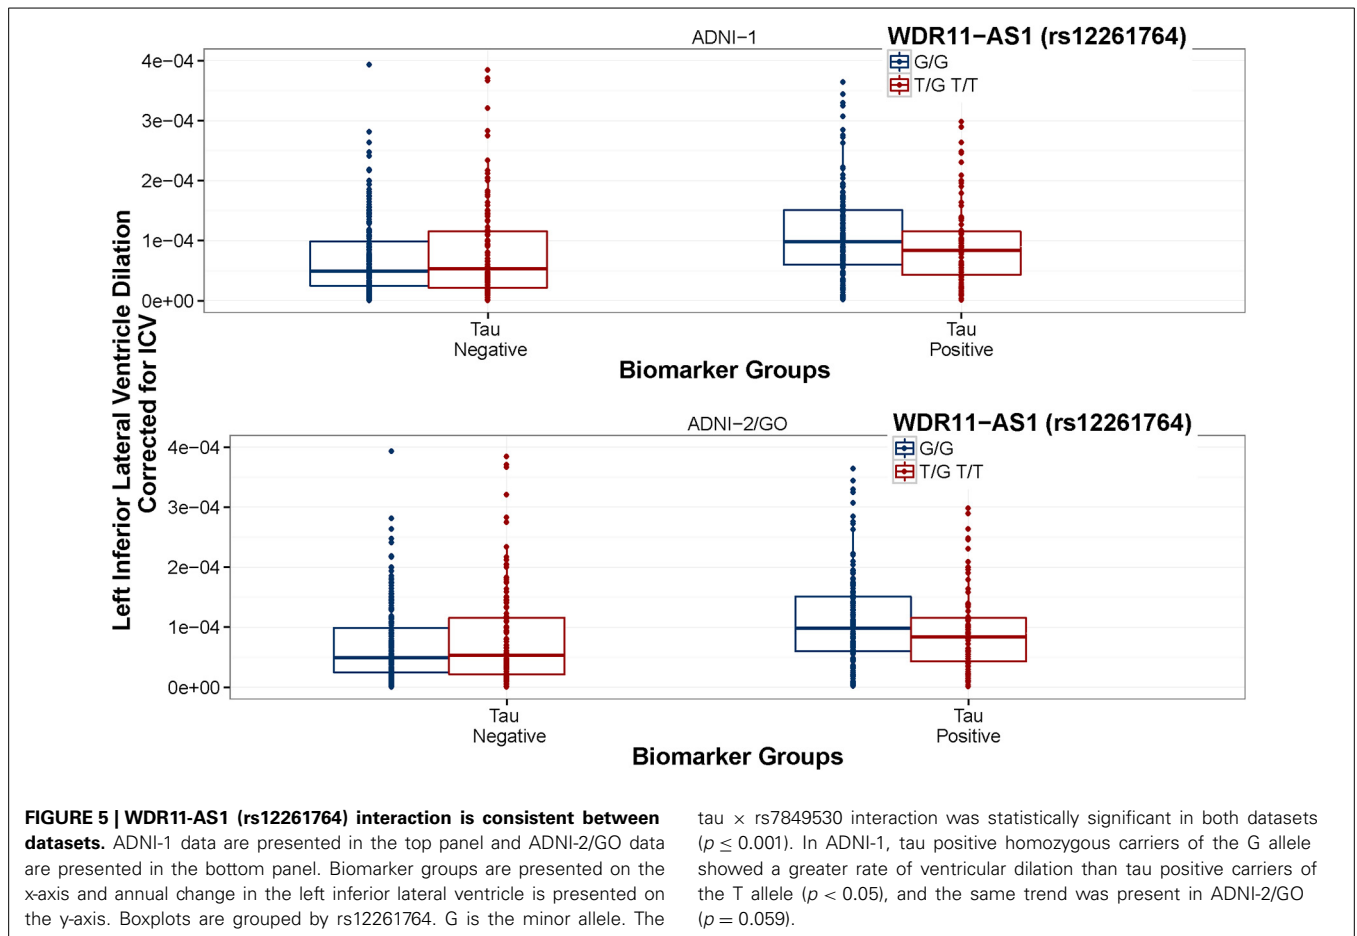 ADNI−1
WDR11−AS1 (rs12261764)
G/G
T/G T/T
4e−04
3e−04
2e−04
1e−04
0e+00
Tau
Negative
Tau
Positive
Biomarker Groups
Left Inferior Lateral Ventricle Dilation
Corrected for ICV
ADNI−2/GO
WDR11−AS1 (rs12261764)
G/G
T/G T/T
4e−04
3e−04
2e−04
1e−04
0e+00
Tau
Negative
Tau
Positive
Biomarker Groups
FIGURE 5 | WDR11-AS1 (rs12261764) interaction is consistent between
datasets. ADNI-1 data are presented in the top panel and ADNI-2/GO data
are presented in the bottom panel. Biomarker groups are presented on the
x-axis and annual change in the left inferior lateral ventricle is presented on
the y-axis. Boxplots are grouped by rs12261764. G is the minor allele. The
tau × rs7849530 interaction was statistically significant in both datasets
(p ≤ 0.001). In ADNI-1, tau positive homozygous carriers of the G allele
showed a greater rate of ventricular dilation than tau positive carriers of
the T allele (p < 0.05), and the same trend was present in ADNI-2/GO
(p = 0.059).